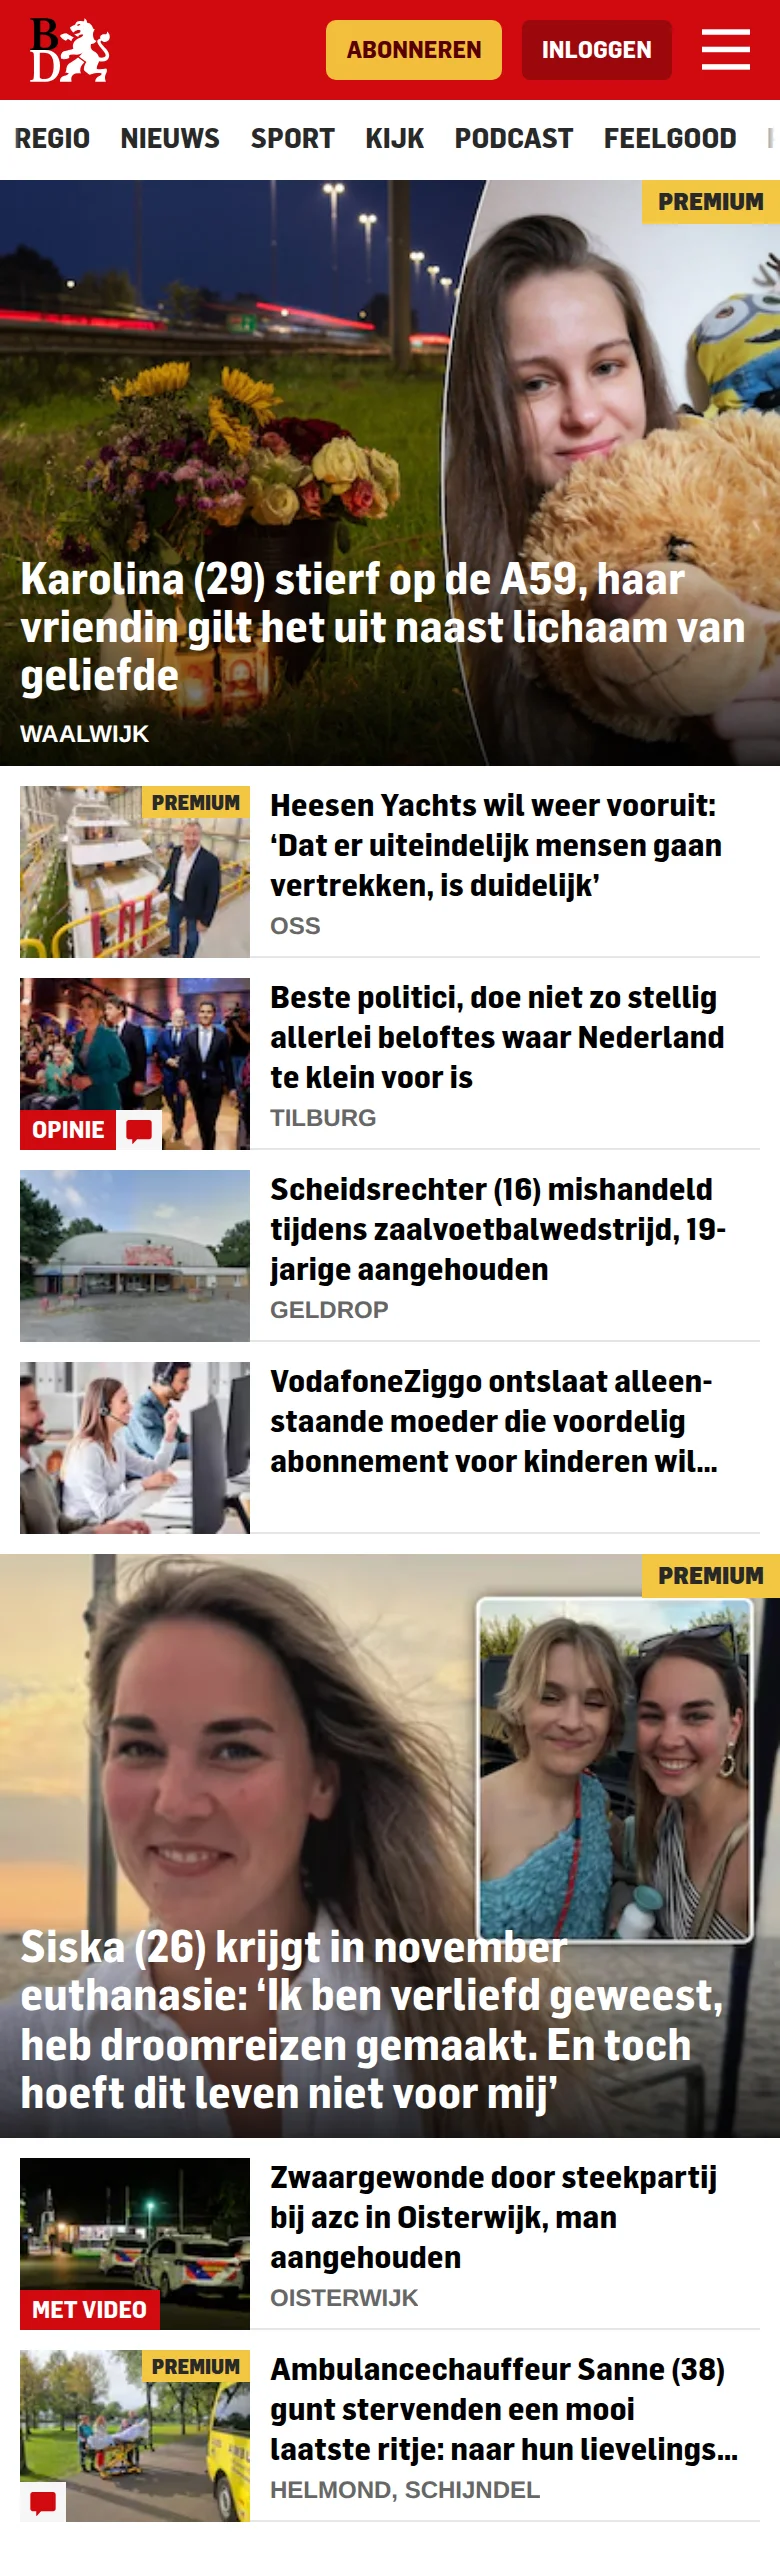 B
D
ABONNEREN
INLOGGEN
REGIO NIEUWS SPORT KIJK PODCAST FEELGOOD
PREMIUM
Karolina (29) stierf op de A59, haar
vriendin gilt het uit naast lichaam van
geliefde
WAALWIJK
PREMIUM
Heesen Yachts wil weer vooruit:
‘Dat er uiteindelijk mensen gaan
vertrekken, is duidelijk’
OSS
Beste politici, doe niet zo stellig
allerlei beloftes waar Nederland
te klein voor is
TILBURG
OPINIE
Scheidsrechter (16) mishandeld
tijdens zaalvoetbalwedstrijd, 19-
jarige aangehouden
GELDROP
VodafoneZiggo ontslaat alleen-
staande moeder die voordelig
abonnement voor kinderen wil...
PREMIUM
Siska (26) krijgt in november
euthanasie: ‘Ik ben verliefd geweest,
heb droomreizen gemaakt. En toch
hoeft dit leven niet voor mij’
Zwaargewonde door steekpartij
bij azc in Oisterwijk, man
aangehouden
OISTERWIJK
MET VIDEO
PREMIUM
Ambulancechauffeur Sanne (38)
gunt stervenden een mooi
laatste ritje: naar hun lievelings...
HELMOND, SCHIJNDEL